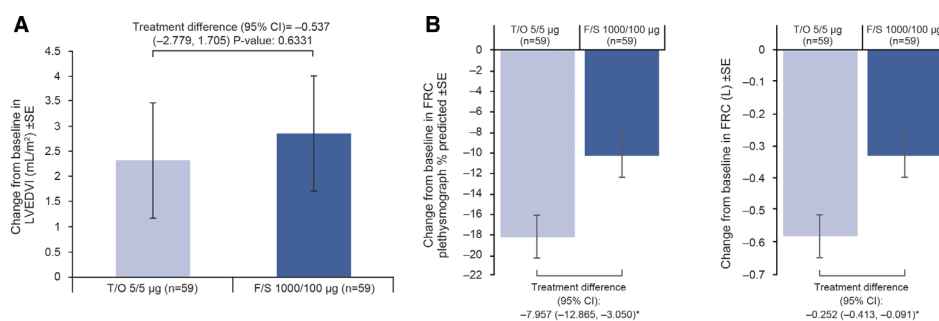 A
Treatment difference (95% CI)= –0.537
(–2.779, 1.705) P-value: 0.6331
Change from baseline in
LVEDVI (mL/m²) ±SE
4.5
4
3.5
3
2.5
2
1.5
1
0.5
0
T/O 5/5 µg (n=59)
F/S 1000/100 µg (n=59)
B
T/O 5/5 µg
(n=59)
F/S 1000/100 µg
(n=59)
Change from baseline in FRC
plethysmograph % predicted ±SE
0
–2
–4
–6
–8
–10
–12
–14
–16
–18
–20
–22
Treatment difference
(95% CI):
–7.957 (–12.865, –3.050)*
T/O 5/5 µg
(n=59)
F/S 1000/100 µg
(n=59)
Change from baseline in FRC (L) ±SE
0
–0.1
–0.2
–0.3
–0.4
–0.5
–0.6
–0.7
Treatment difference
(95% CI):
-0.252 (–0.413, –0.091)*